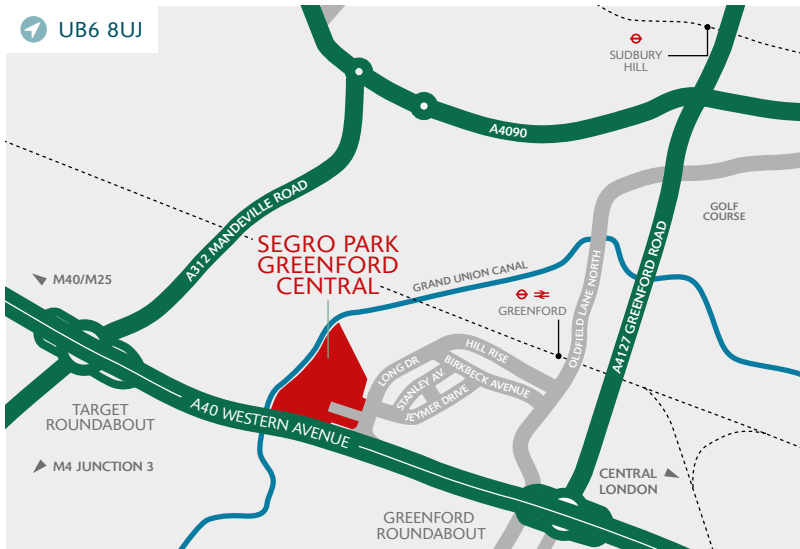 UB6 8UJ
SUDBURY
HILL
A4090
A312 MANDEVILLE ROAD
GOLF
COURSE
SEGRO PARK
GREENFORD
CENTRAL
GRAND UNION CANAL
M40/M25
GREENFORD
OLDFIELD LANE NORTH
A4127 GREENFORD ROAD
HILL RISE
LONG DR
BIRKBECK AVENUE
STANLEY AV.
JEYMER DRIVE
TARGET
ROUNDABOUT
A40 WESTERN AVENUE
M4 JUNCTION 3
CENTRAL
LONDON
GREENFORD
ROUNDABOUT